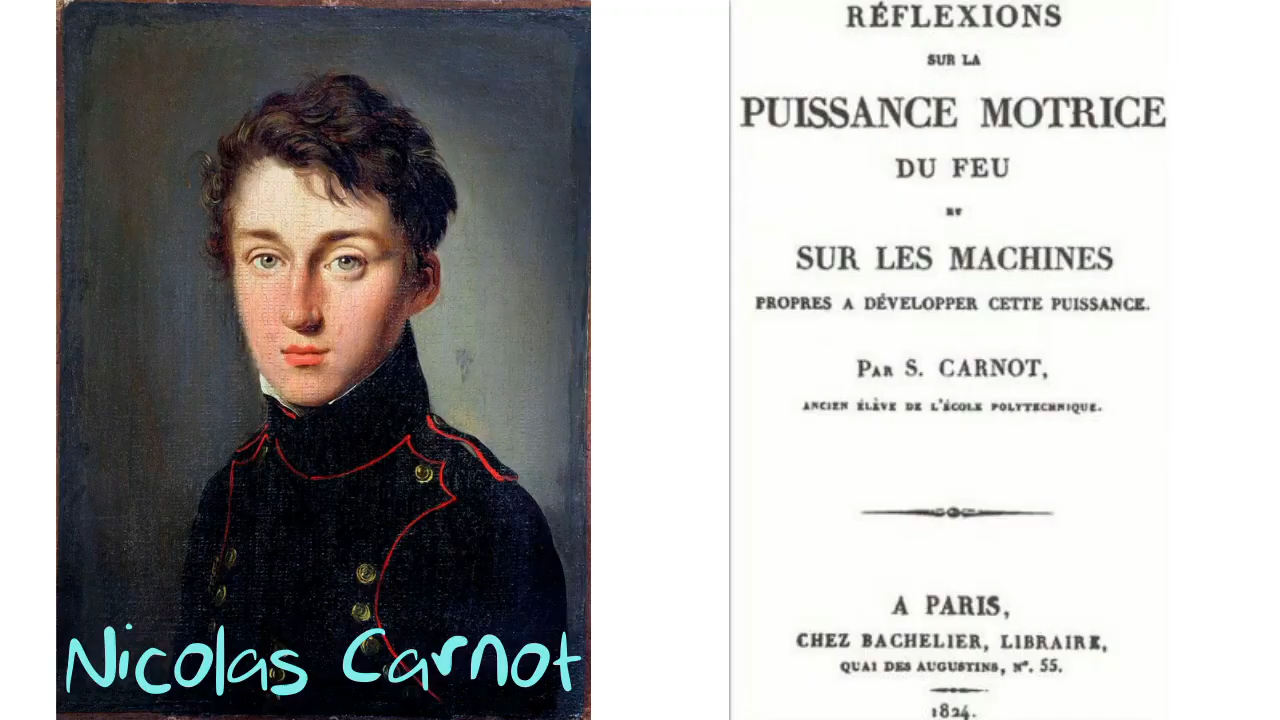 Nicolas Carnot
RÉFLEXIONS
SUR LA
PUISSANCE MOTRICE
DU FEU
ET
SUR LES MACHINES
PROPRES A DÉVELOPPER CETTE PUISSANCE.
PAR S. CARNOT,
ANCIEN ÉLÈVE DE L'ÉCOLE POLYTECHNIQUE.
A PARIS,
CHEZ BACHELIER, LIBRAIRE,
QUAI DES AUGUSTINS, Nº. 55.
1824.